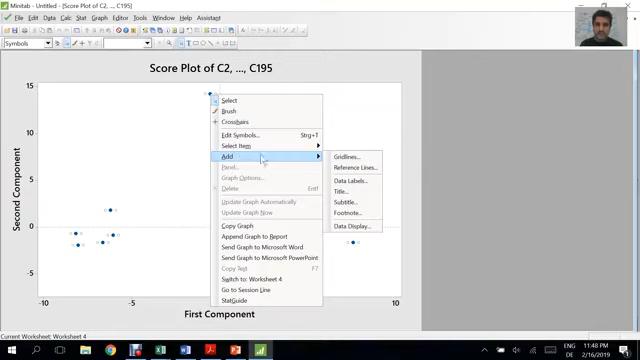 Minitab - Untitled - [Score Plot of C2, ..., C195]
File Edit Data Calc Stat Graph Editor Tools Window Help Assistant
Symbols
Score Plot of C2, ..., C195
15
10
5
0
-5
Second Component
-10 -5 10
First Component
Select
Brush
Crosshairs
Edit Symbols... Strg+T
Select Item
Add
Panel...
Graph Options...
Delete Entf
Update Graph Automatically
Update Graph Now
Copy Graph
Append Graph to Report
Send Graph to Microsoft Word
Send Graph to Microsoft PowerPoint
Copy Text F7
Switch to: Worksheet 4
Go to Session Line
StatGuide
Gridlines...
Reference Lines...
Data Labels...
Title...
Subtitle...
Footnote...
Data Display...
Current Worksheet: Worksheet 4
11:48 PM
ENG
DE
2/16/2019